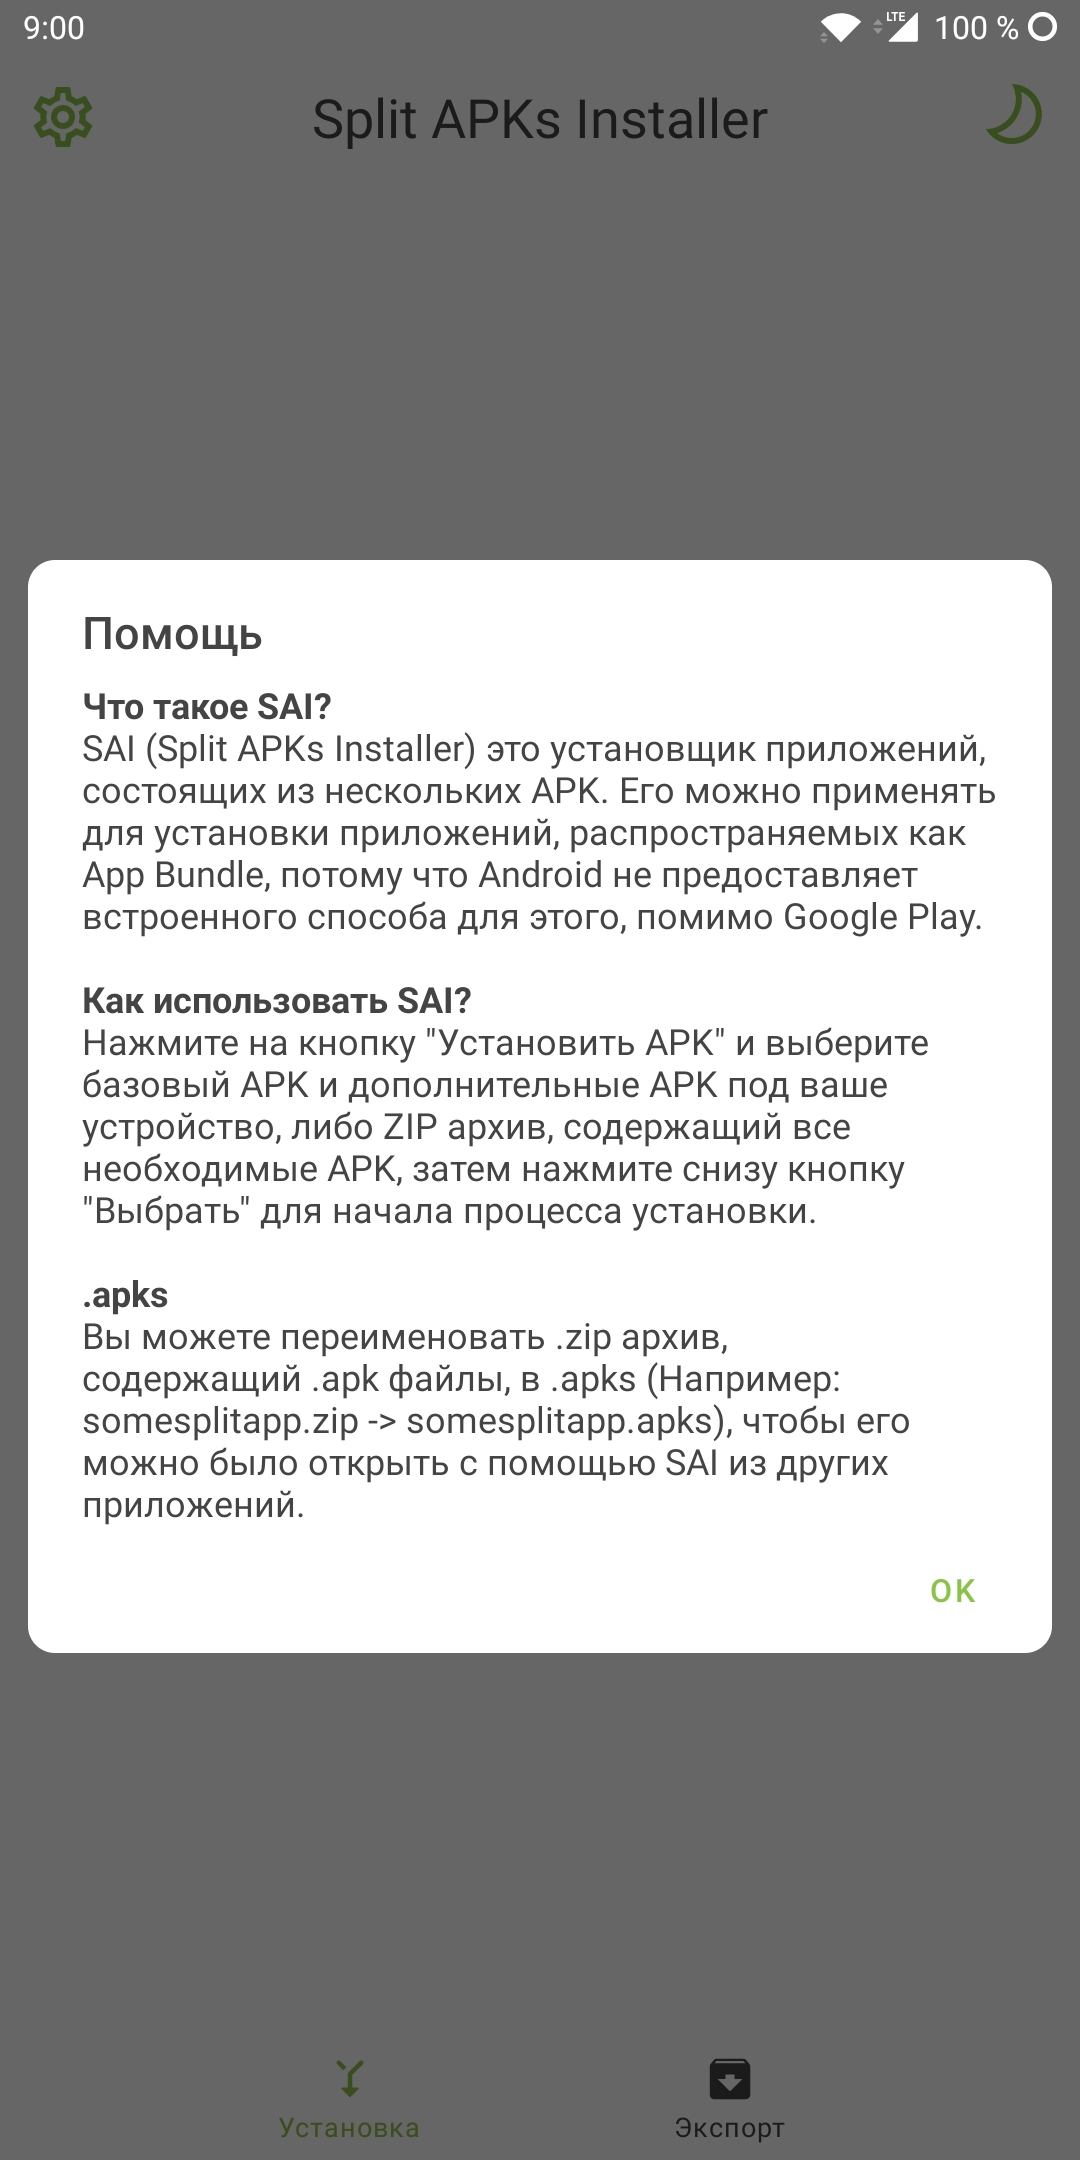 9:00
LTE
100 %
Split APKs Installer
Помощь
Что такое SAI?
SAI (Split APKs Installer) это установщик приложений,
состоящих из нескольких APK. Его можно применять
для установки приложений, распространяемых как
App Bundle, потому что Android не предоставляет
встроенного способа для этого, помимо Google Play.
Как использовать SAI?
Нажмите на кнопку "Установить APK" и выберите
базовый APK и дополнительные APK под ваше
устройство, либо ZIP архив, содержащий все
необходимые APK, затем нажмите снизу кнопку
"Выбрать" для начала процесса установки.
.apks
Вы можете переименовать .zip архив,
содержащий .apk файлы, в .apks (Например:
somesplitapp.zip -> somesplitapp.apks), чтобы его
можно было открыть с помощью SAI из других
приложений.
OK
Установка
Экспорт